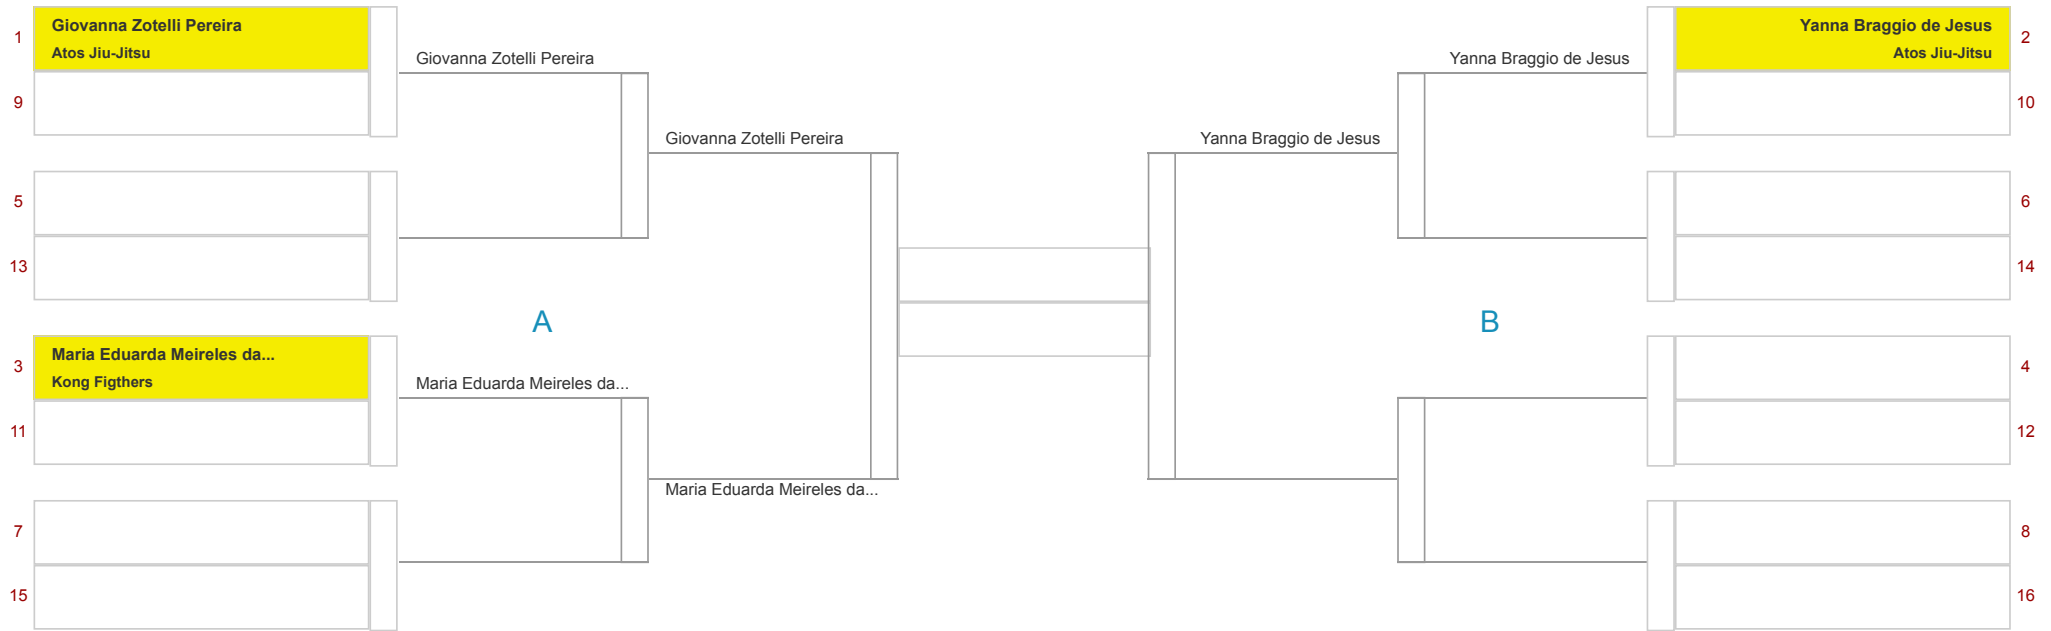 1
Giovanna Zotelli Pereira
Atos Jiu-Jitsu
9
5
13
3
Maria Eduarda Meireles da...
Kong Figthers
11
7
15
Giovanna Zotelli Pereira
Maria Eduarda Meireles da...
A
Giovanna Zotelli Pereira
Maria Eduarda Meireles da...
Yanna Braggio de Jesus
B
Yanna Braggio de Jesus
Yanna Braggio de Jesus
Atos Jiu-Jitsu
2
10
6
14
4
12
8
16